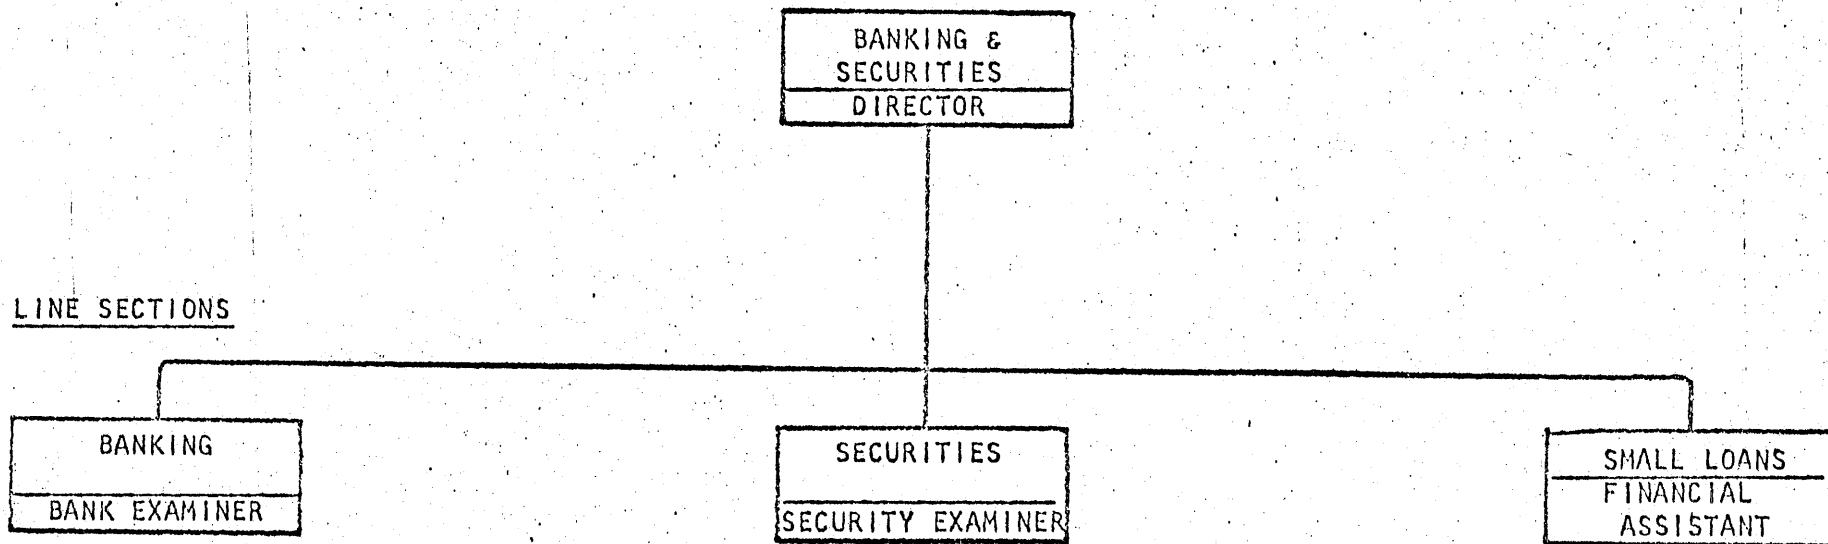 BANKING &
SECURITIES
DIRECTOR
LINE SECTIONS
BANKING
BANK EXAMINER
SECURITIES
SECURITY EXAMINER
SMALL LOANS
FINANCIAL
ASSISTANT